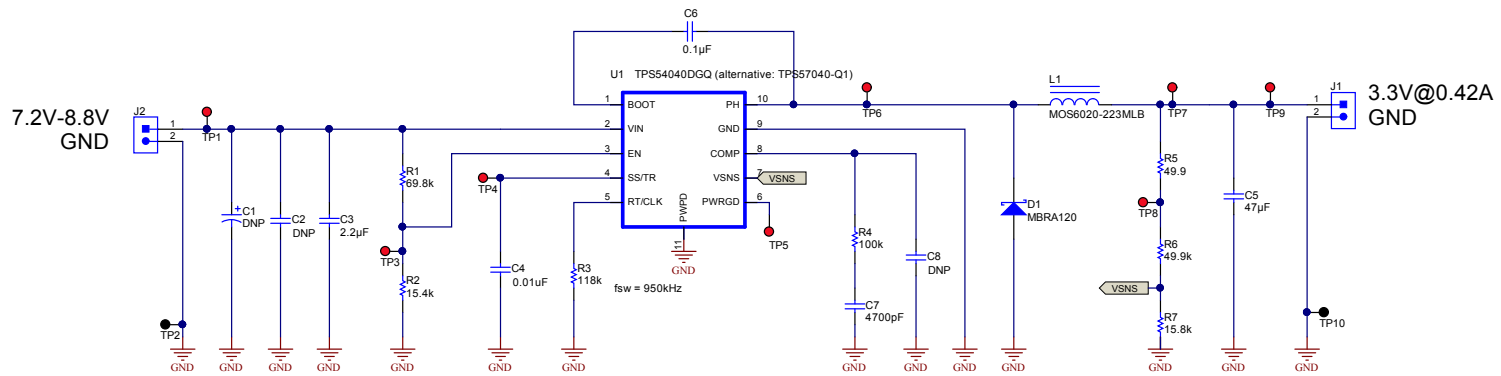 C6
0.1µF
U1 TPS54040DGQ (alternative: TPS57040-Q1)
1 BOOT
2 VIN
3 EN
4 SS/TR
5 RT/CLK
PH 10
GND 9
COMP 8
VSNS 7
PWRGD 6
PWPD
11
GND
VSNS
TP5
7.2V-8.8V
GND
J2
1
2
TP1
TP2
C1
DNP
C2
DNP
C3
2.2µF
R1
69.8k
TP3
R2
15.4k
TP4
C4
0.01uF
R3
118k
fsw = 950kHz
R4
100k
C7
4700pF
C8
DNP
TP6
D1
MBRA120
L1
MOS6020-223MLB
TP7
TP9
R5
49.9
TP8
R6
49.9k
VSNS
R7
15.8k
C5
47µF
J1
1
2
3.3V@0.42A
GND
TP10
GND
GND
GND
GND
GND
GND
GND
GND
GND
GND
GND
GND
GND
GND